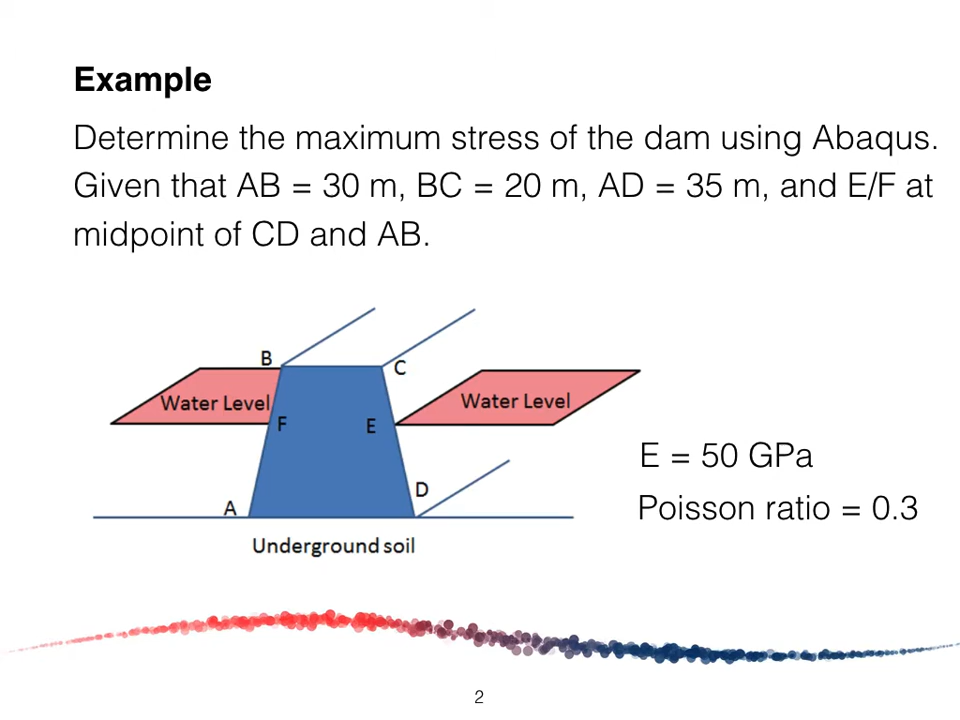 Example
Determine the maximum stress of the dam using Abaqus.
Given that AB = 30 m, BC = 20 m, AD = 35 m, and E/F at
midpoint of CD and AB.
B
C
Water Level
Water Level
F
E
E = 50 GPa
D
A
Poisson ratio = 0.3
Underground soil
2